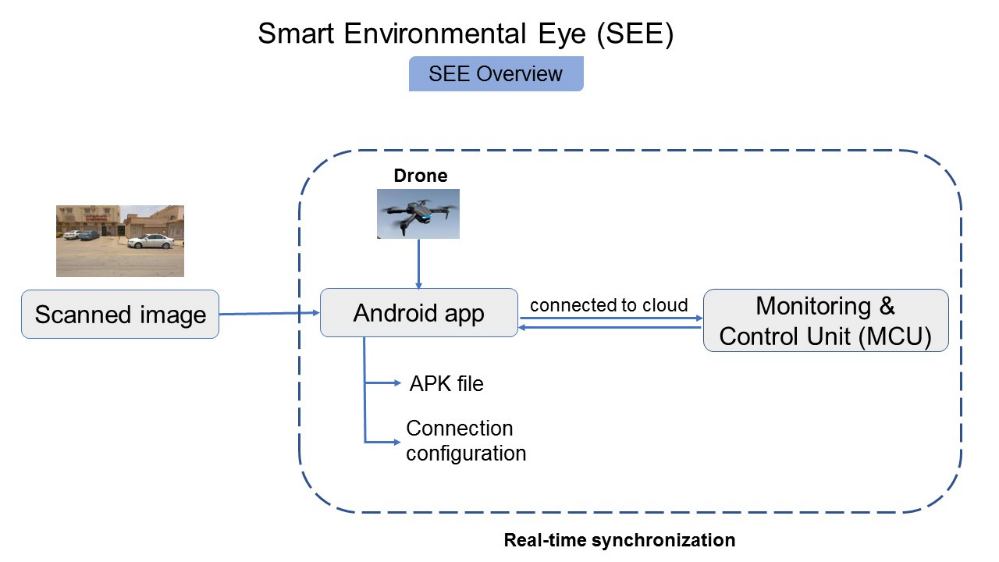 Smart Environmental Eye (SEE)
SEE Overview
Drone
Scanned image
Android app
connected to cloud
Monitoring &
Control Unit (MCU)
APK file
Connection
configuration
Real-time synchronization